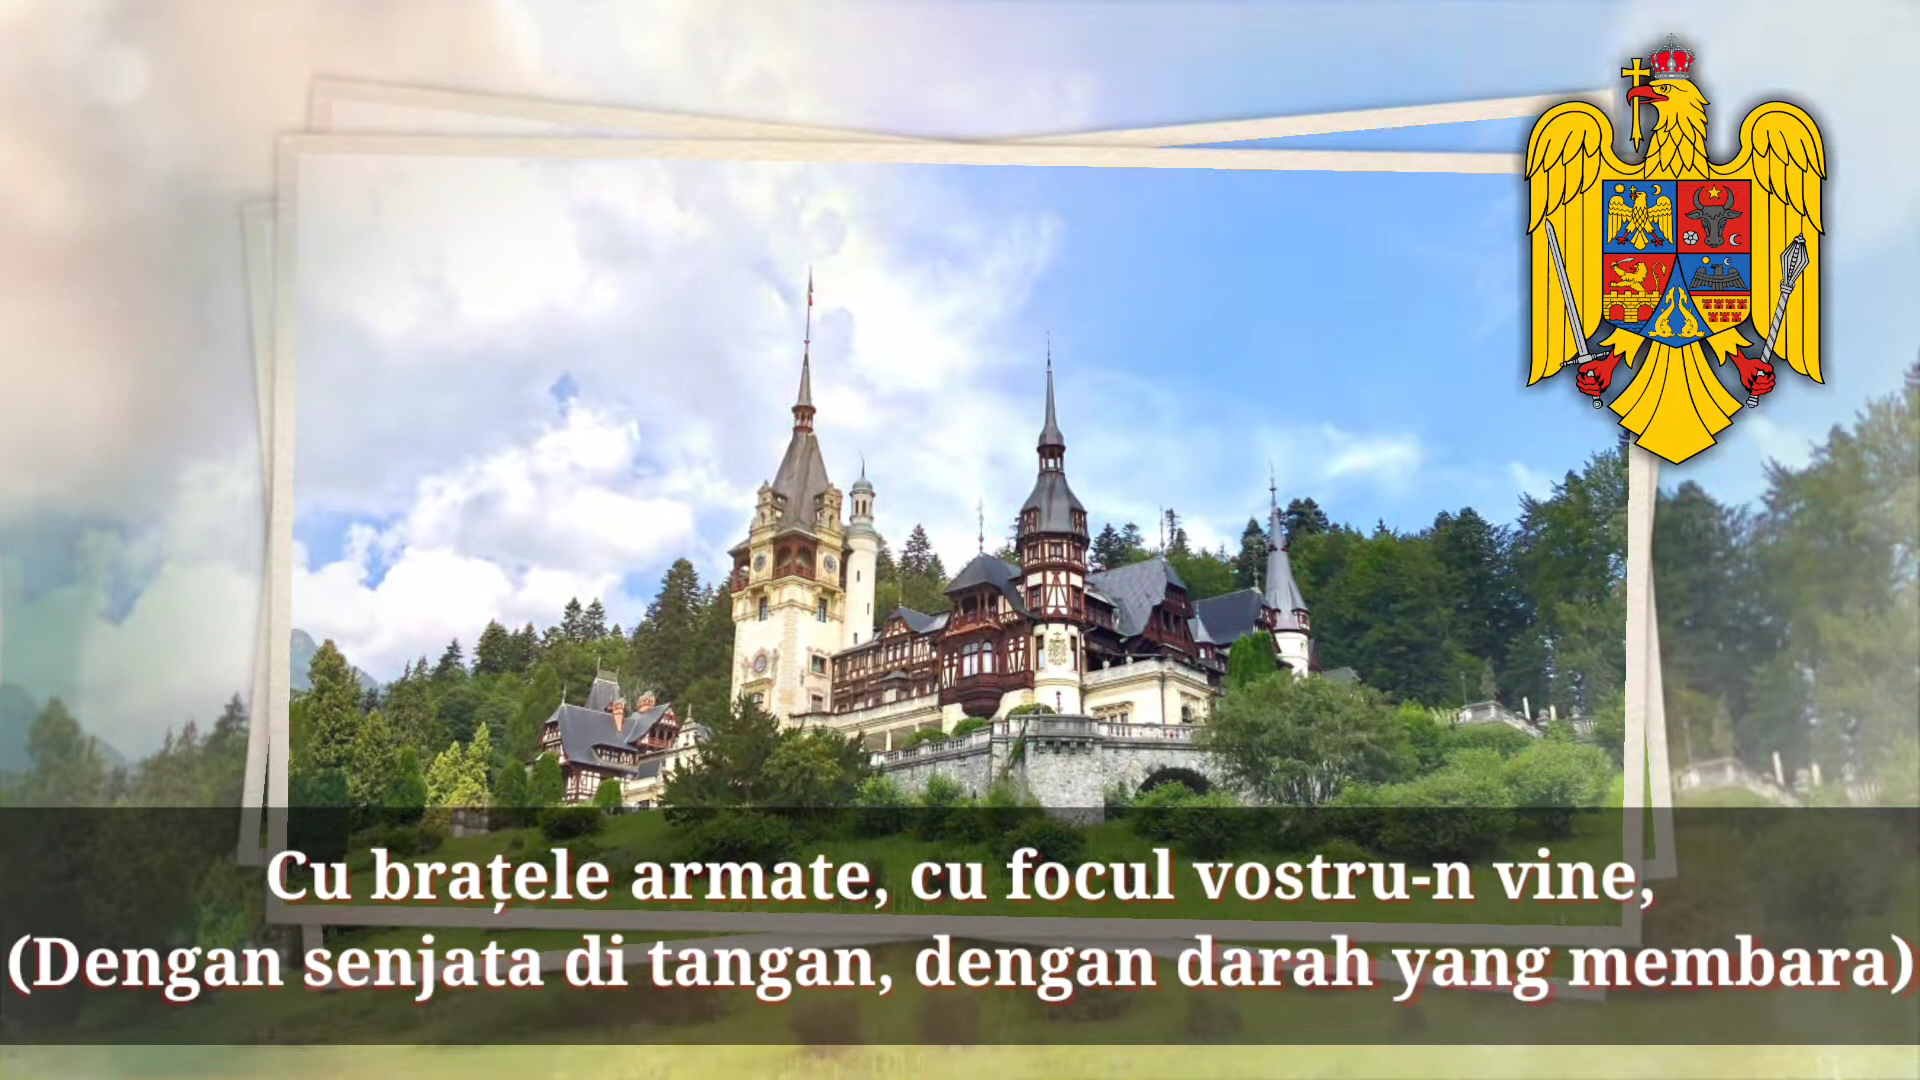 Cu brațele armate, cu focul vostru-n vine,
(Dengan senjata di tangan, dengan darah yang membara)